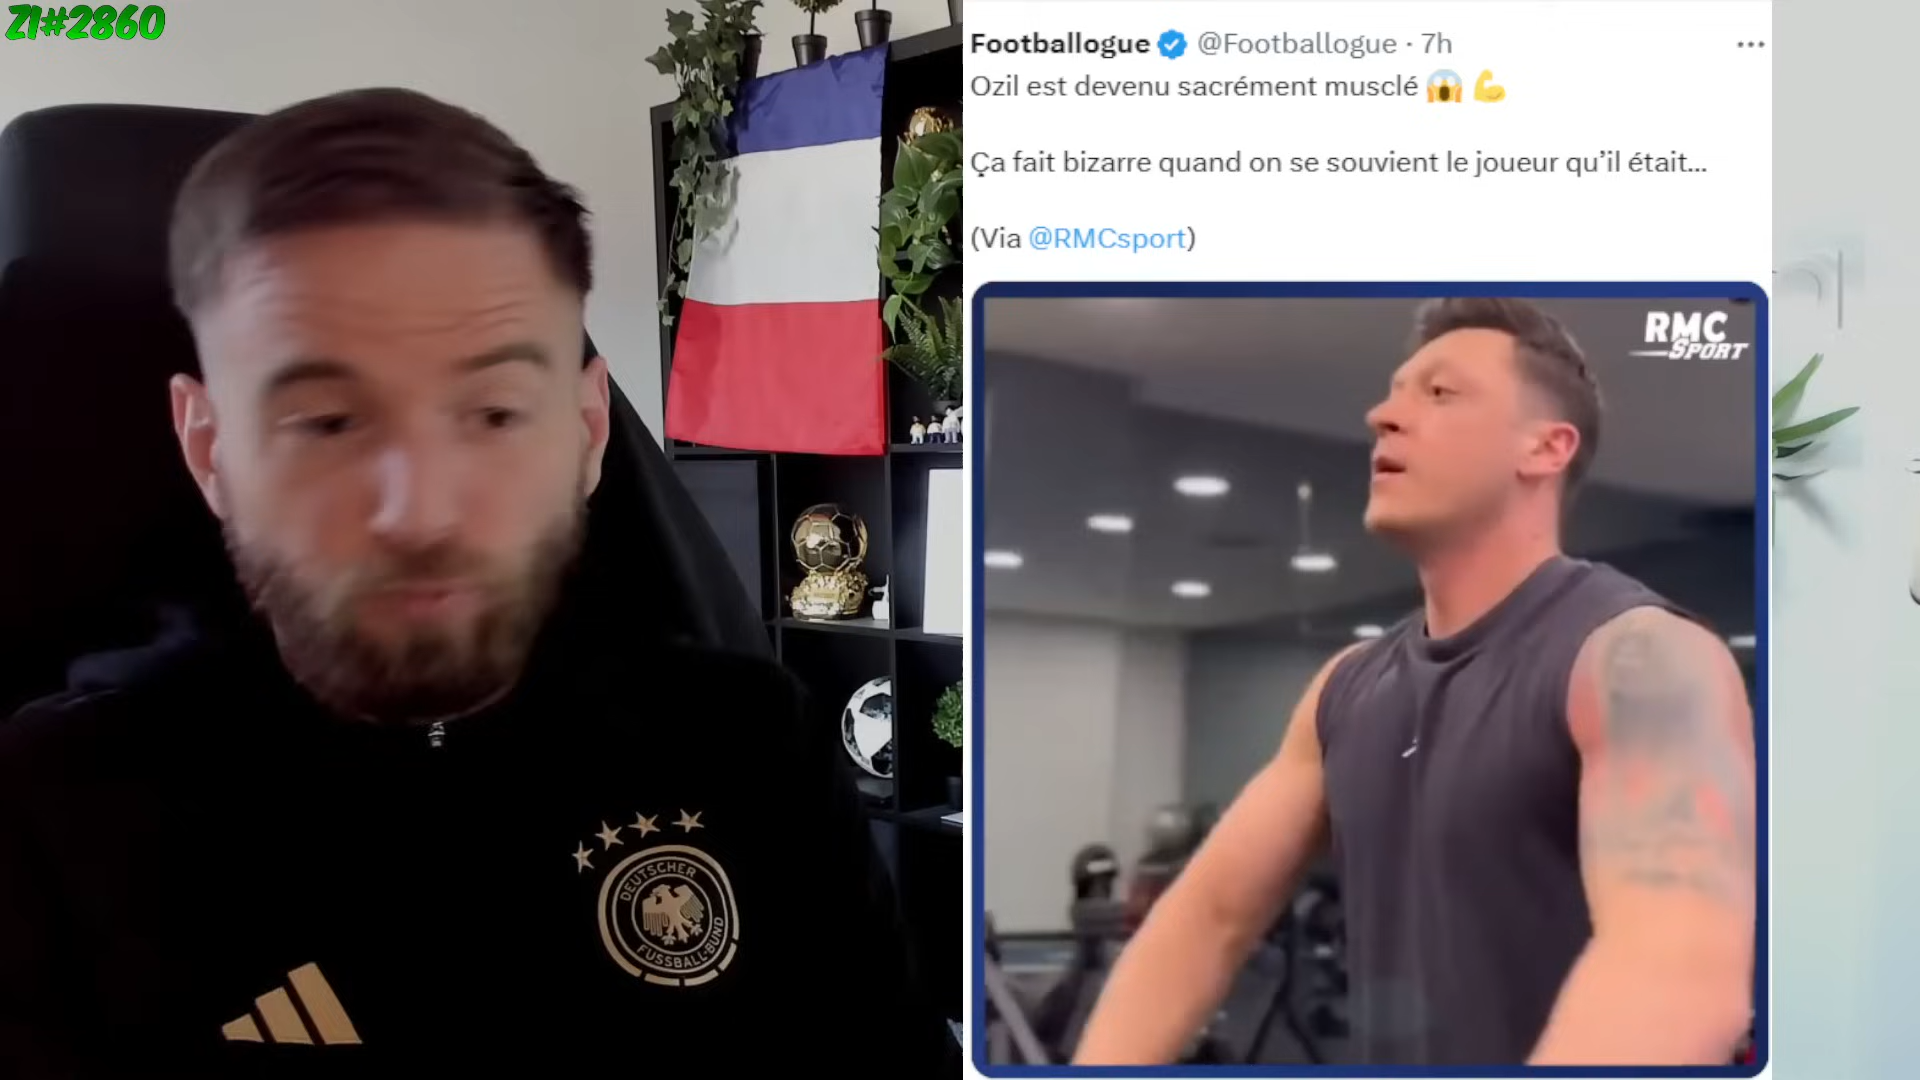 ZI#2860
Footballogue @Footballogue · 7h
Ozil est devenu sacrément musclé 😱 💪
Ça fait bizarre quand on se souvient le joueur qu'il était...
(Via @RMCsport)
RMC
SPORT
DEUTSCHER
FUSSBALL-BUND